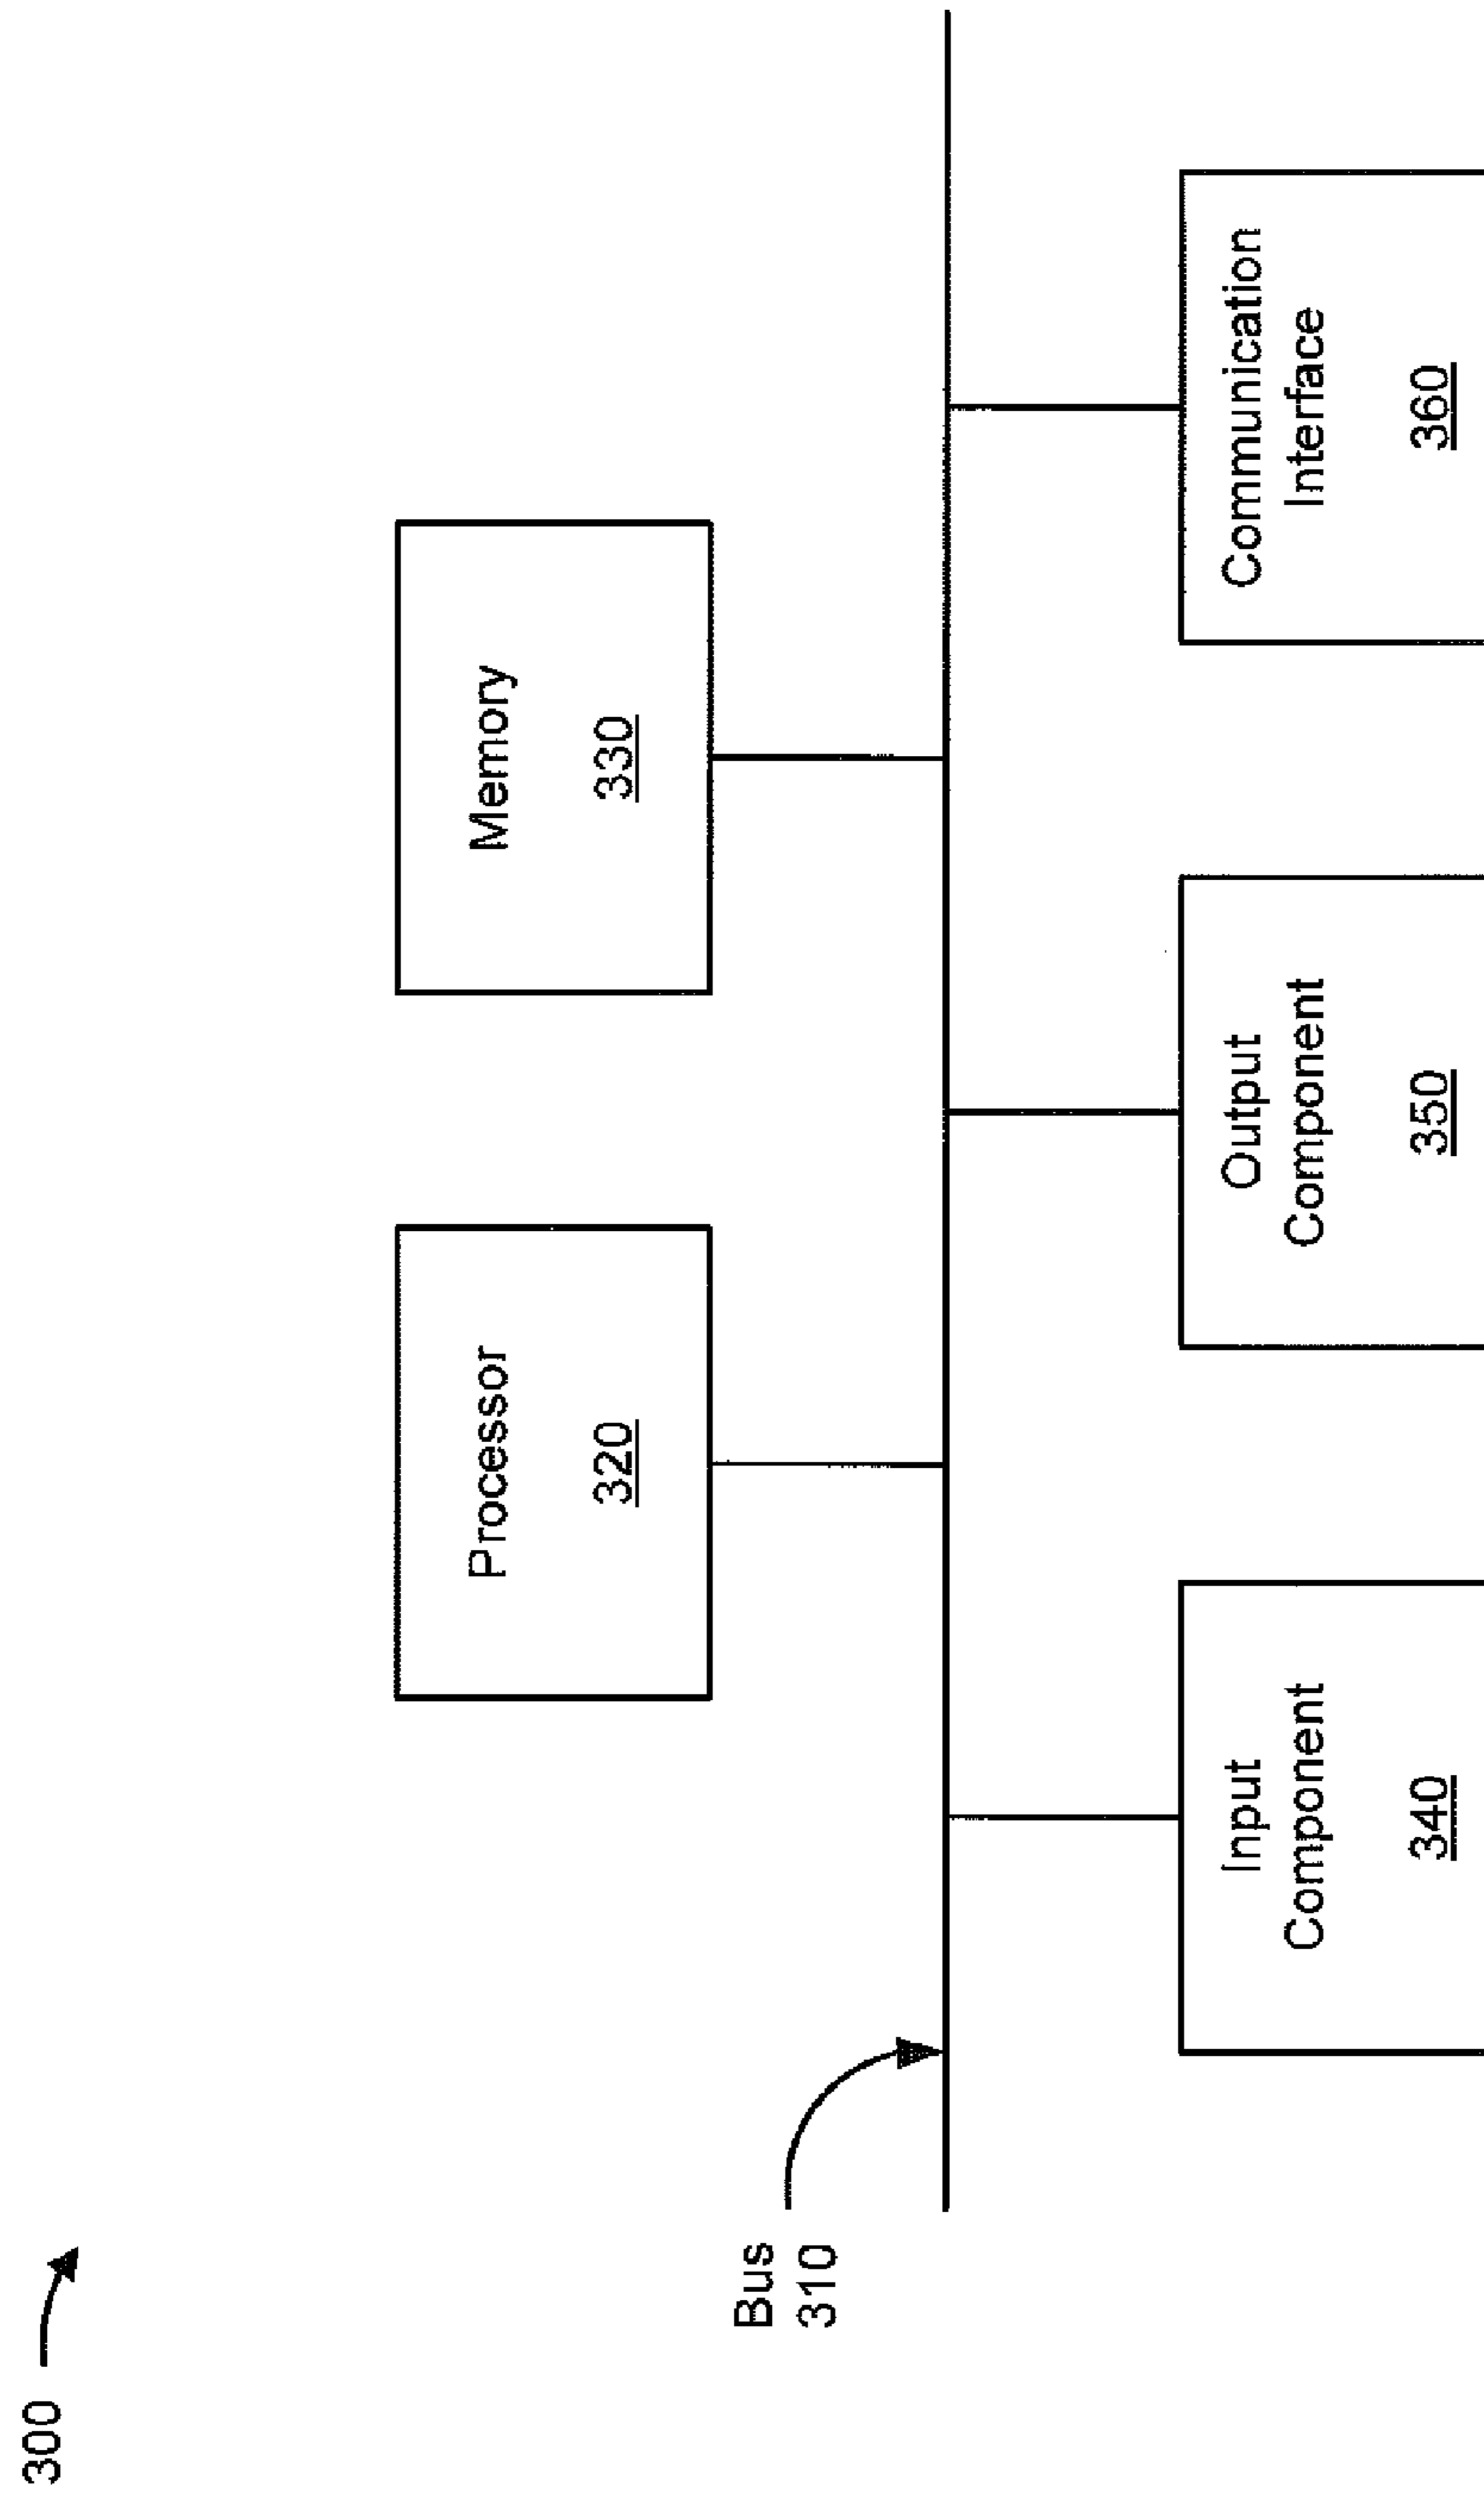 300
Processor
320
Memory
330
Bus
310
Input
Component
340
Output
Component
350
Communication
Interface
360